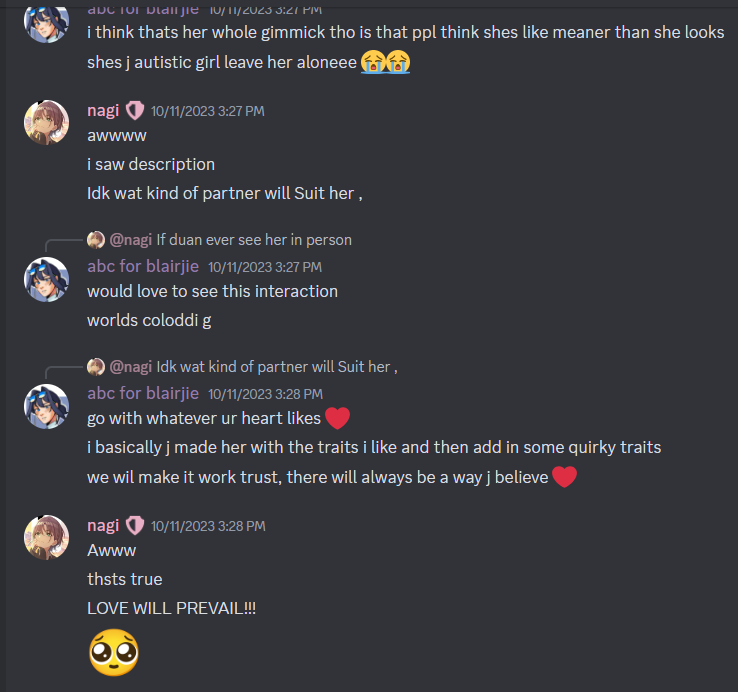 abc for blairjie 10/11/2023 3:27 PM
i think thats her whole gimmick tho is that ppl think shes like meaner than she looks
shes j autistic girl leave her aloneee 😭😭
nagi 10/11/2023 3:27 PM
awwww
i saw description
Idk wat kind of partner will Suit her ,
@nagi If duan ever see her in person
abc for blairjie 10/11/2023 3:27 PM
would love to see this interaction
worlds coloddi g
@nagi Idk wat kind of partner will Suit her ,
abc for blairjie 10/11/2023 3:28 PM
go with whatever ur heart likes ❤️
i basically j made her with the traits i like and then add in some quirky traits
we wil make it work trust, there will always be a way j believe ❤️
nagi 10/11/2023 3:28 PM
Awww
thsts true
LOVE WILL PREVAIL!!!
🥺